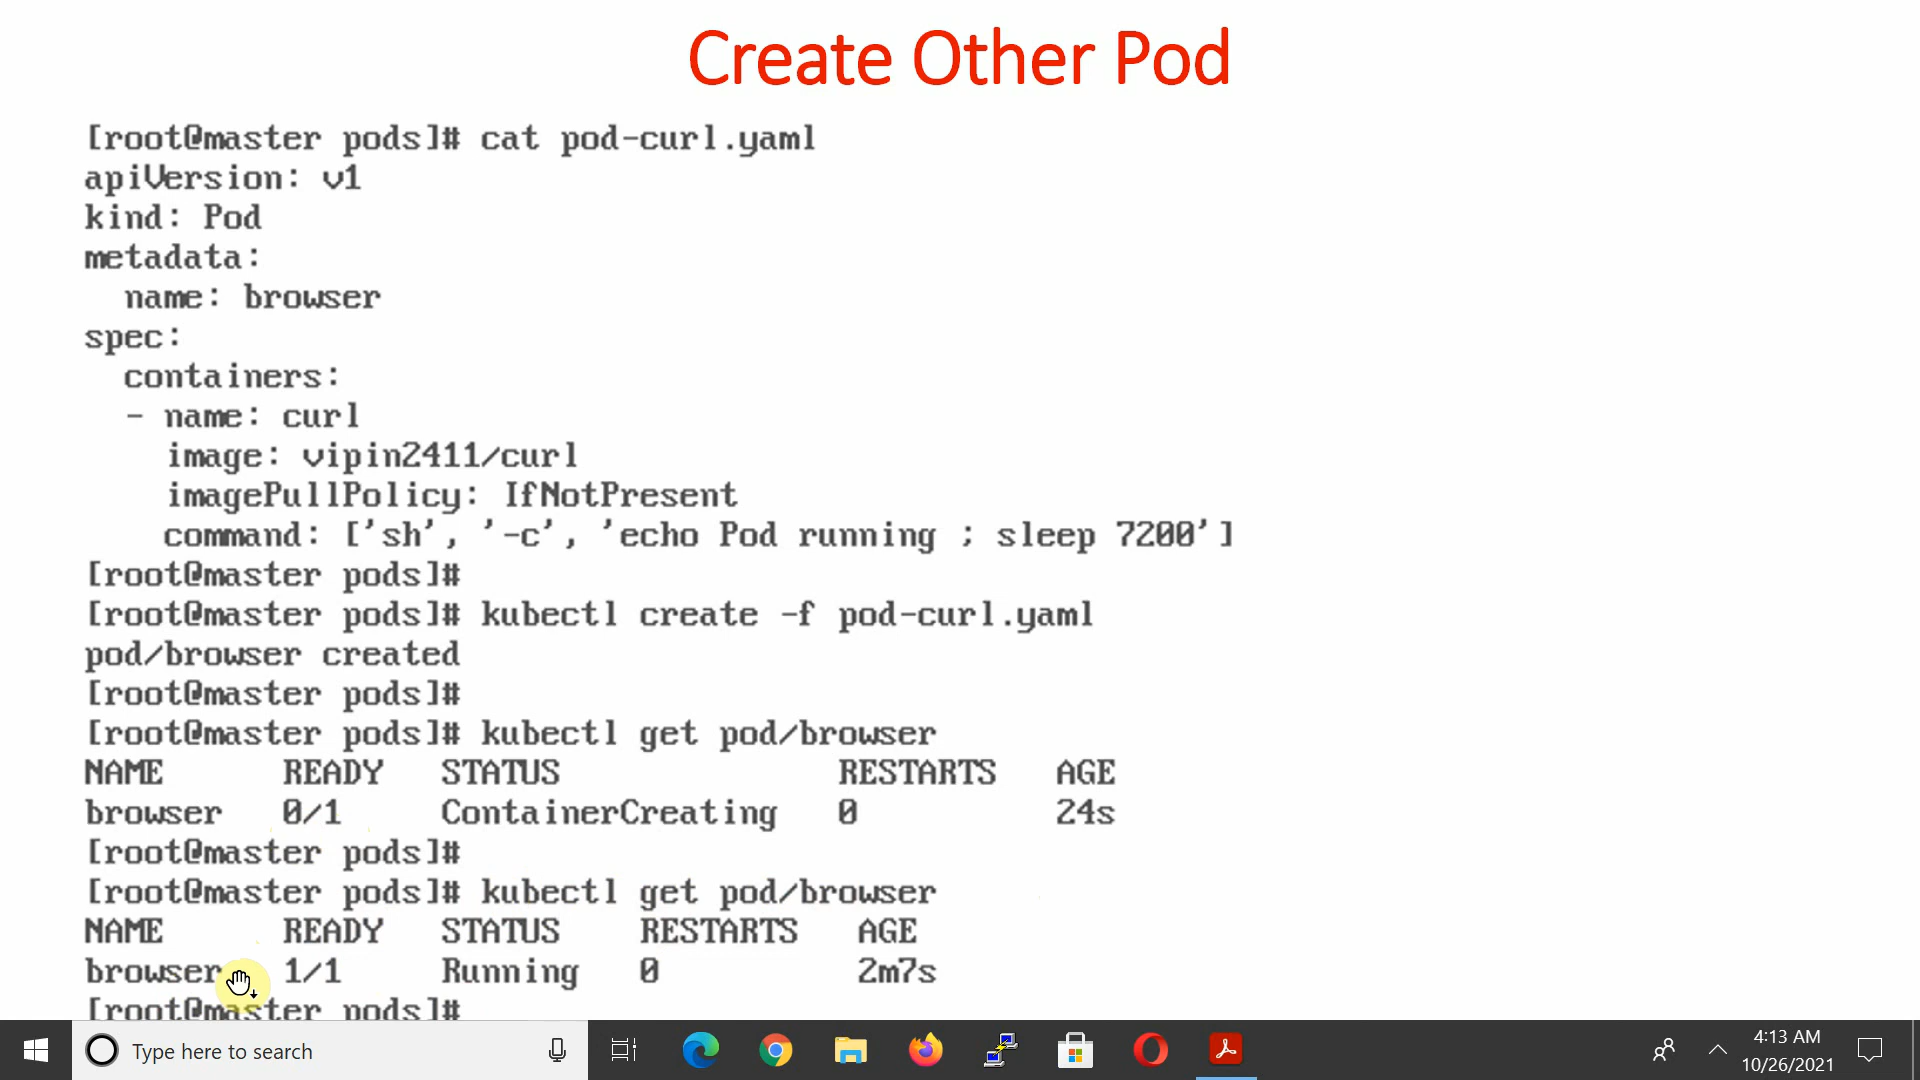 Create Other Pod
[root@master pods]# cat pod-curl.yaml
apiVersion: v1
kind: Pod
metadata:
  name: browser
spec:
  containers:
  - name: curl
    image: vipin2411/curl
    imagePullPolicy: IfNotPresent
    command: ['sh', '-c', 'echo Pod running ; sleep 7200']
[root@master pods]#
[root@master pods]# kubectl create -f pod-curl.yaml
pod/browser created
[root@master pods]#
[root@master pods]# kubectl get pod/browser
NAME      READY   STATUS              RESTARTS   AGE
browser   0/1     ContainerCreating   0          24s
[root@master pods]#
[root@master pods]# kubectl get pod/browser
NAME      READY   STATUS    RESTARTS   AGE
browser   1/1     Running   0          2m7s
[root@master pods]#
Type here to search
4:13 AM
10/26/2021